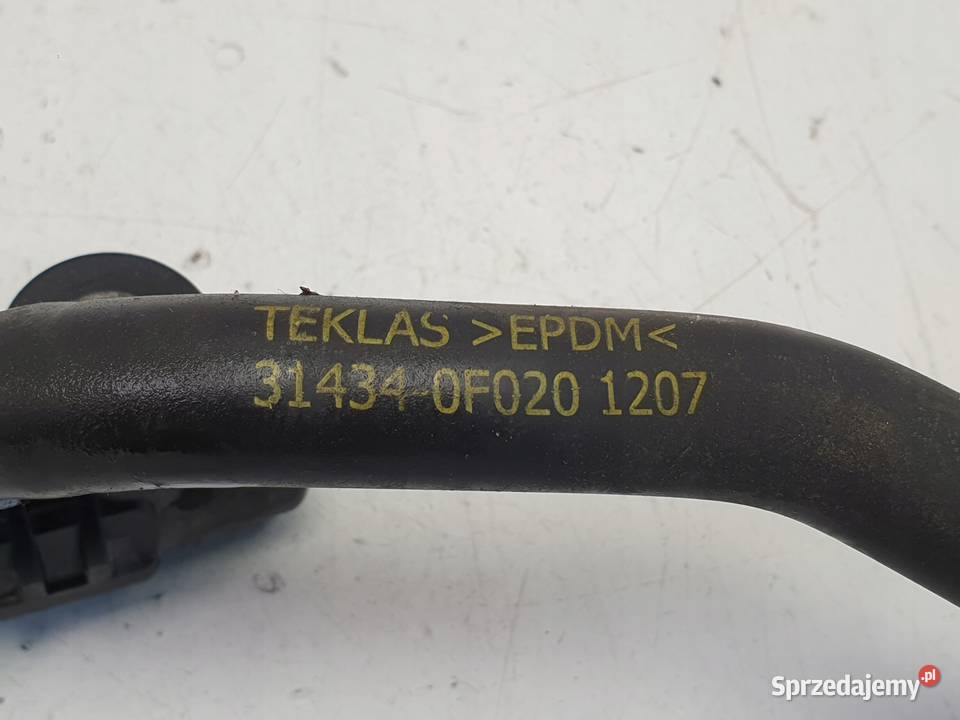 TEKLAS >EPDM<
31434-0F020 1207
Sprzedajemy.pl